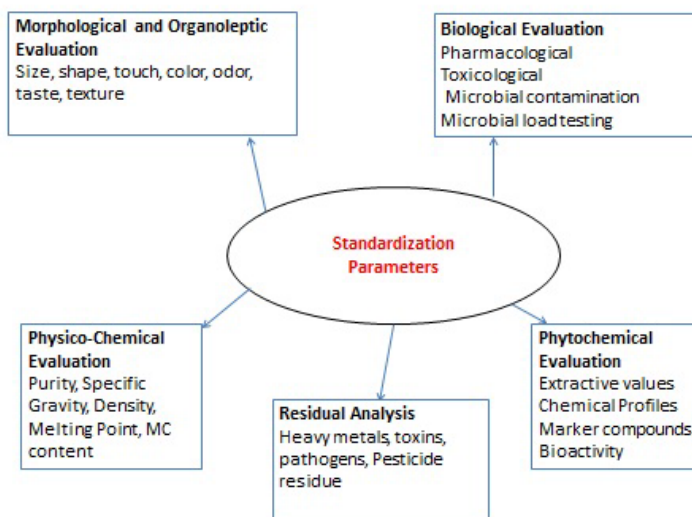 Morphological and Organoleptic
Evaluation
Size, shape, touch, color, odor,
taste, texture
Biological Evaluation
Pharmacological
Toxicological
Microbial contamination
Microbial load testing
Standardization
Parameters
Physico-Chemical
Evaluation
Purity, Specific
Gravity, Density,
Melting Point, MC
content
Residual Analysis
Heavy metals, toxins,
pathogens, Pesticide
residue
Phytochemical
Evaluation
Extractive values
Chemical Profiles
Marker compounds
Bioactivity